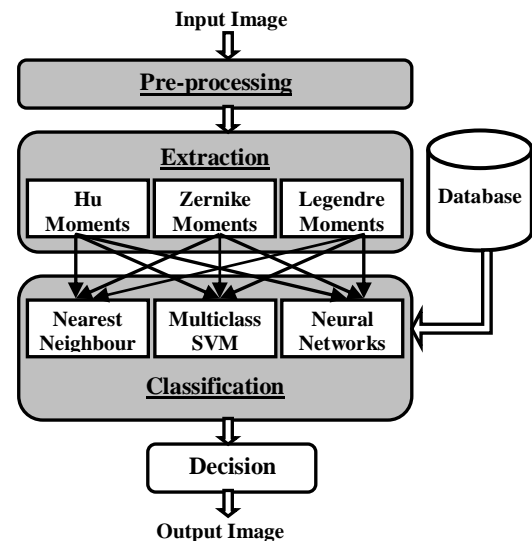 Input Image
Pre-processing
Extraction
Hu
Moments
Zernike
Moments
Legendre
Moments
Database
Nearest
Neighbour
Multiclass
SVM
Neural
Networks
Classification
Decision
Output Image